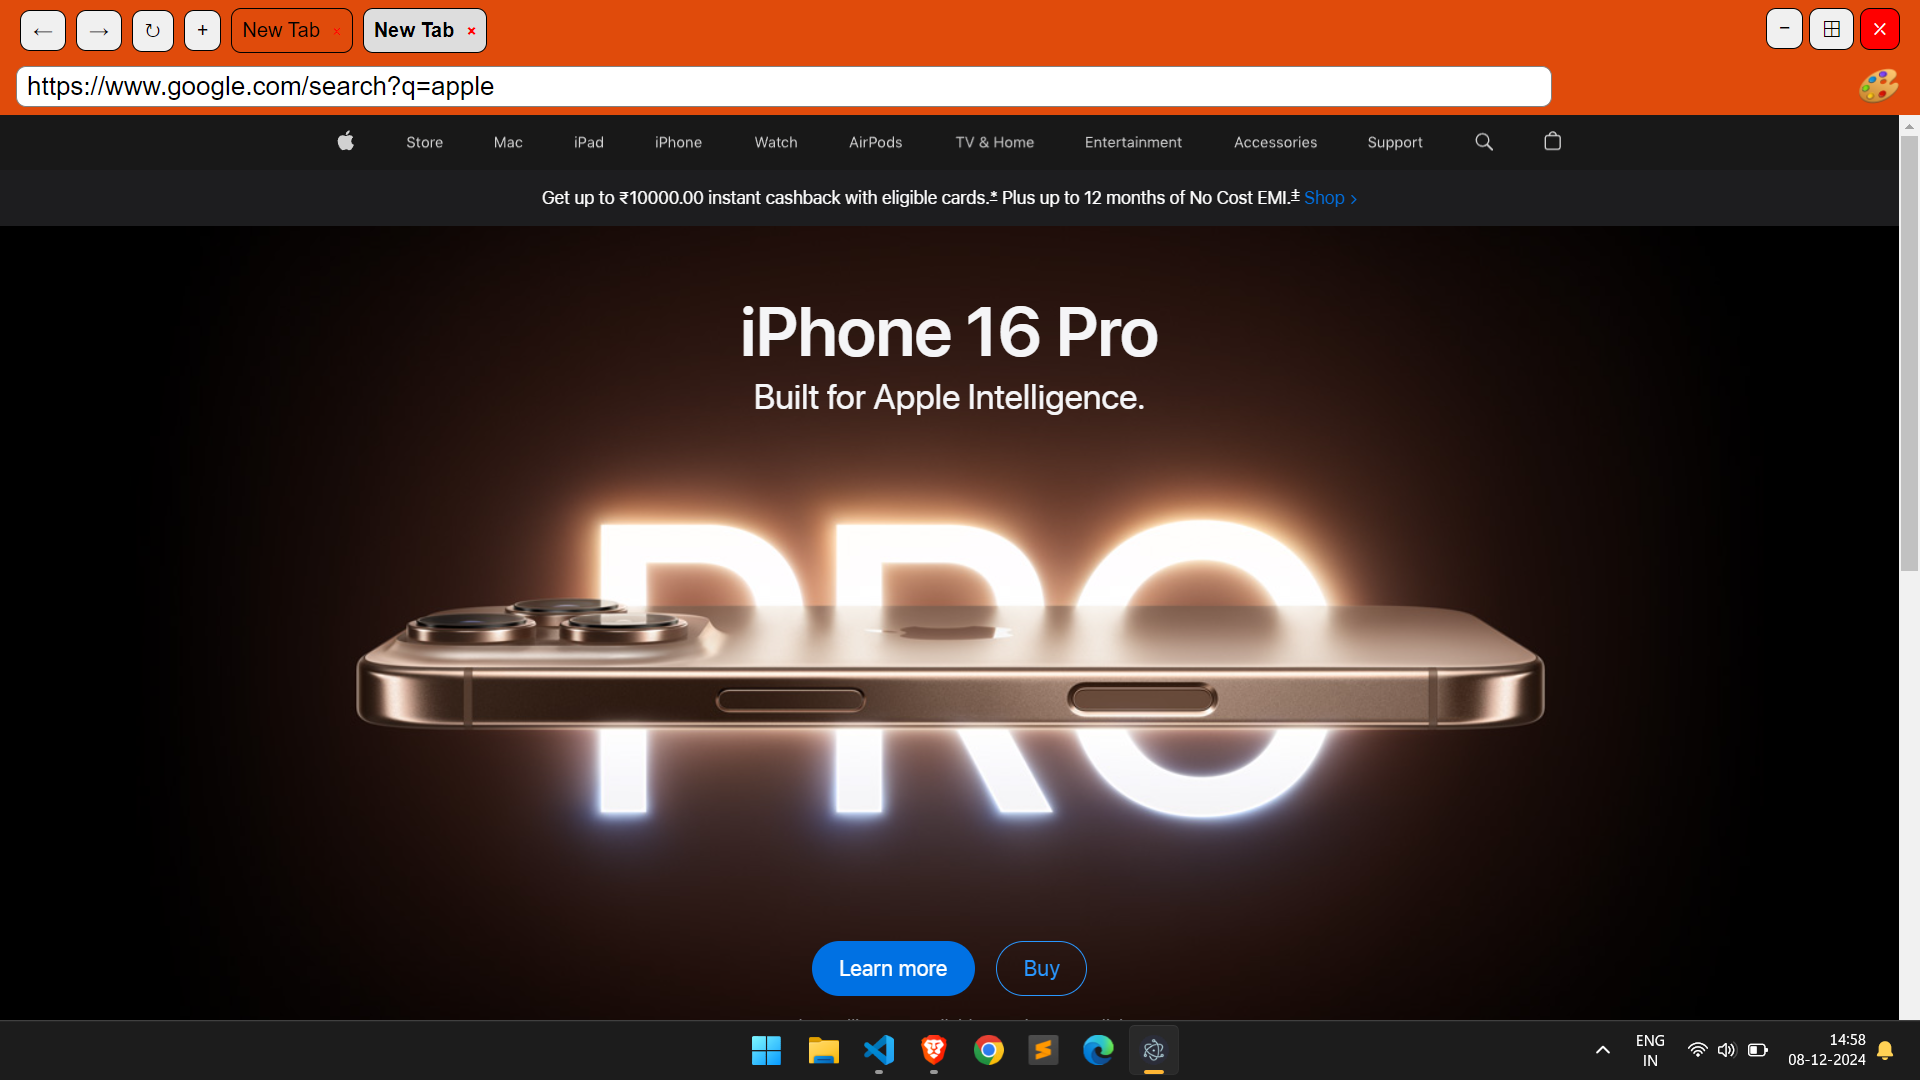 New Tab ×
New Tab ×
https://www.google.com/search?q=apple
Store Mac iPad iPhone Watch AirPods TV & Home Entertainment Accessories Support
Get up to ₹10000.00 instant cashback with eligible cards.* Plus up to 12 months of No Cost EMI.‡ Shop >
iPhone 16 Pro
Built for Apple Intelligence.
PRO
Learn more
Buy
ENG
IN
14:58
08-12-2024